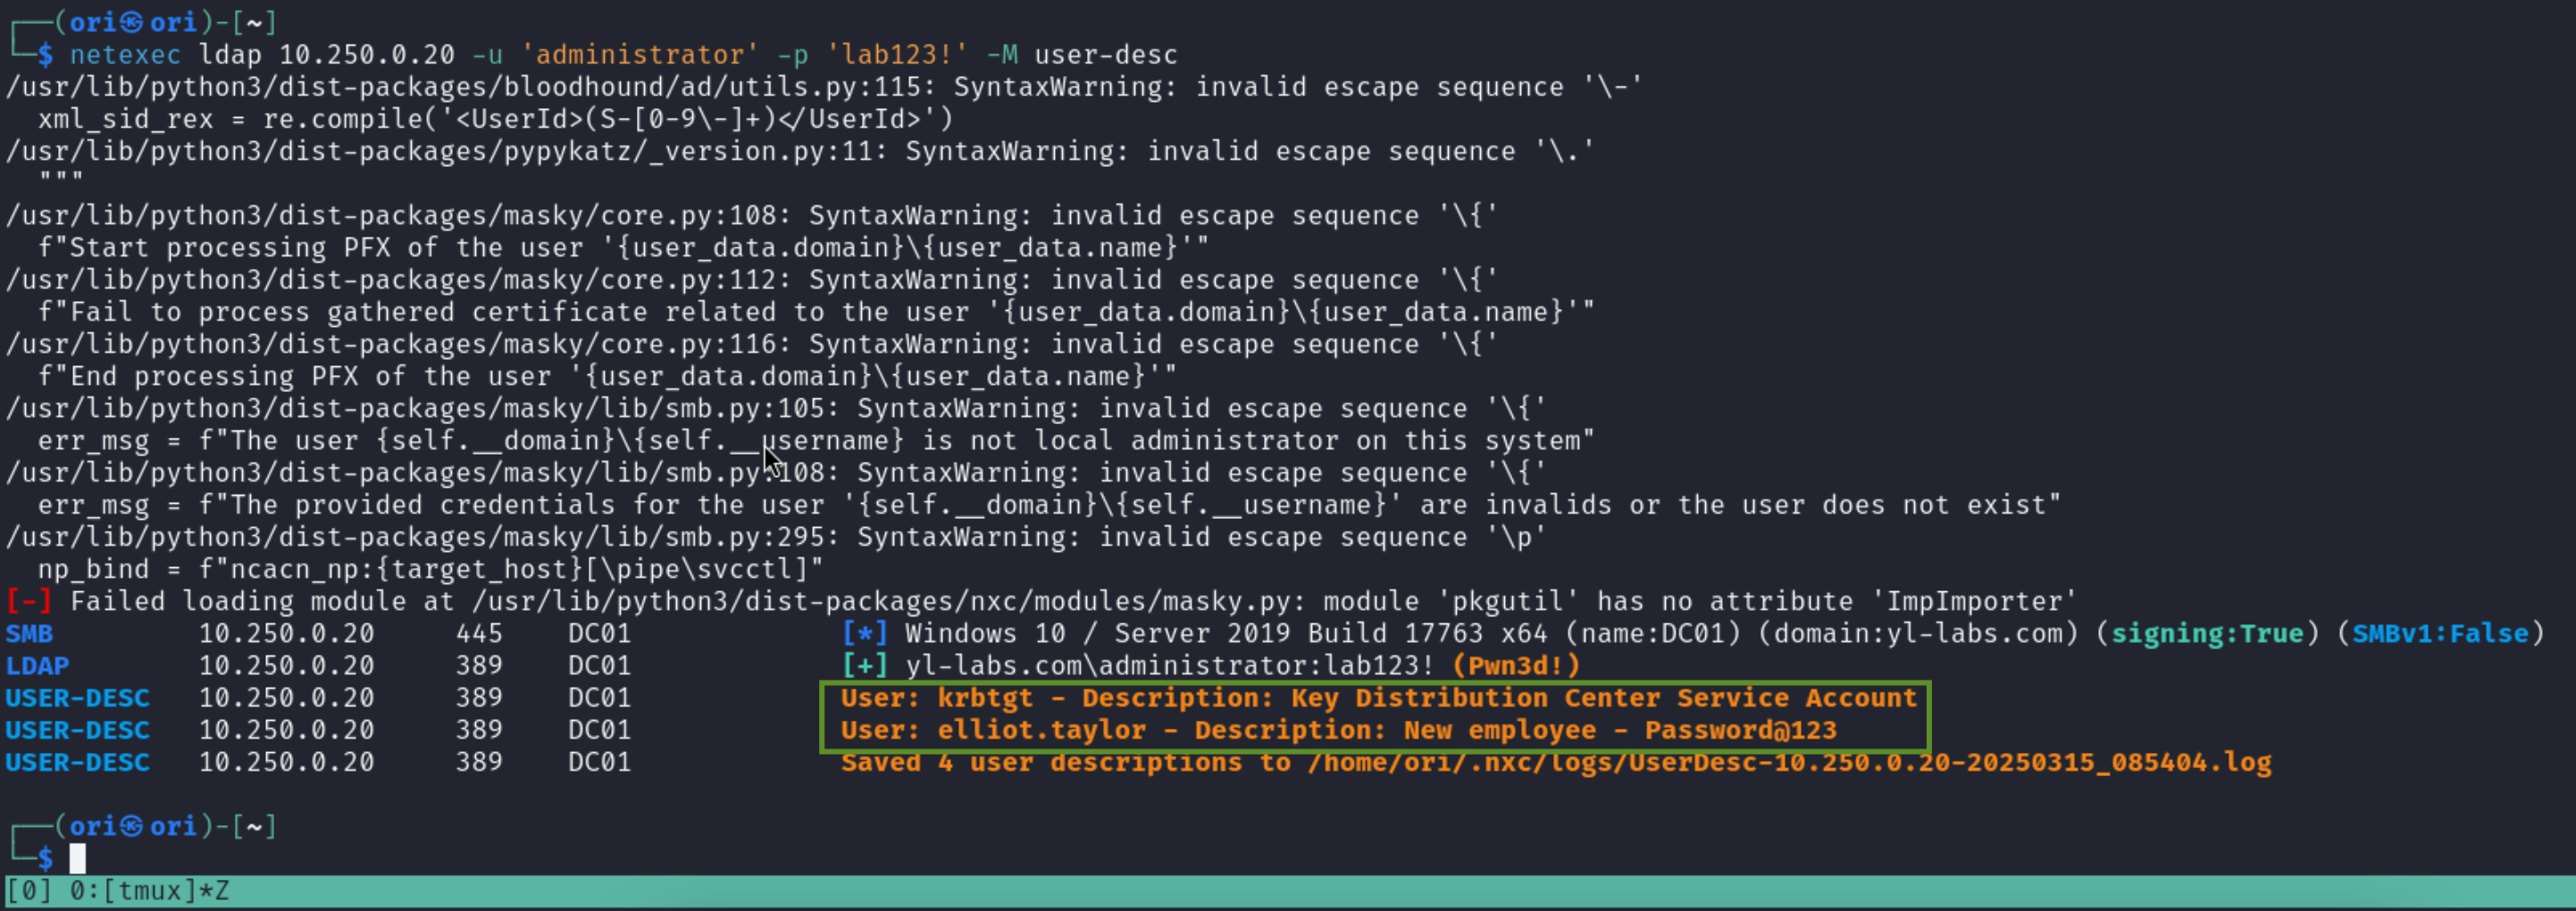 ┌──(ori㉿ori)-[~]
└─$ netexec ldap 10.250.0.20 -u 'administrator' -p 'lab123!' -M user-desc
/usr/lib/python3/dist-packages/bloodhound/ad/utils.py:115: SyntaxWarning: invalid escape sequence '\-'
  xml_sid_rex = re.compile('<UserId>(S-[0-9\-]+)</UserId>')
/usr/lib/python3/dist-packages/pypykatz/_version.py:11: SyntaxWarning: invalid escape sequence '\.'
  """
/usr/lib/python3/dist-packages/masky/core.py:108: SyntaxWarning: invalid escape sequence '\{'
  f"Start processing PFX of the user '{user_data.domain}\{user_data.name}'"
/usr/lib/python3/dist-packages/masky/core.py:112: SyntaxWarning: invalid escape sequence '\{'
  f"Fail to process gathered certificate related to the user '{user_data.domain}\{user_data.name}'"
/usr/lib/python3/dist-packages/masky/core.py:116: SyntaxWarning: invalid escape sequence '\{'
  f"End processing PFX of the user '{user_data.domain}\{user_data.name}'"
/usr/lib/python3/dist-packages/masky/lib/smb.py:105: SyntaxWarning: invalid escape sequence '\{'
  err_msg = f"The user {self.__domain}\{self.__username} is not local administrator on this system"
/usr/lib/python3/dist-packages/masky/lib/smb.py:108: SyntaxWarning: invalid escape sequence '\{'
  err_msg = f"The provided credentials for the user '{self.__domain}\{self.__username}' are invalids or the user does not exist"
/usr/lib/python3/dist-packages/masky/lib/smb.py:295: SyntaxWarning: invalid escape sequence '\p'
  np_bind = f"ncacn_np:{target_host}[\pipe\svcctl]"
[-] Failed loading module at /usr/lib/python3/dist-packages/nxc/modules/masky.py: module 'pkgutil' has no attribute 'ImpImporter'
SMB 10.250.0.20 445 DC01 [*] Windows 10 / Server 2019 Build 17763 x64 (name:DC01) (domain:yl-labs.com) (signing:True) (SMBv1:False)
LDAP 10.250.0.20 389 DC01 [+] yl-labs.com\administrator:lab123! (Pwn3d!)
USER-DESC 10.250.0.20 389 DC01 User: krbtgt - Description: Key Distribution Center Service Account
USER-DESC 10.250.0.20 389 DC01 User: elliot.taylor - Description: New employee - Password@123
USER-DESC 10.250.0.20 389 DC01 Saved 4 user descriptions to /home/ori/.nxc/logs/UserDesc-10.250.0.20-20250315_085404.log
┌──(ori㉿ori)-[~]
└─$
[0] 0:[tmux]*Z